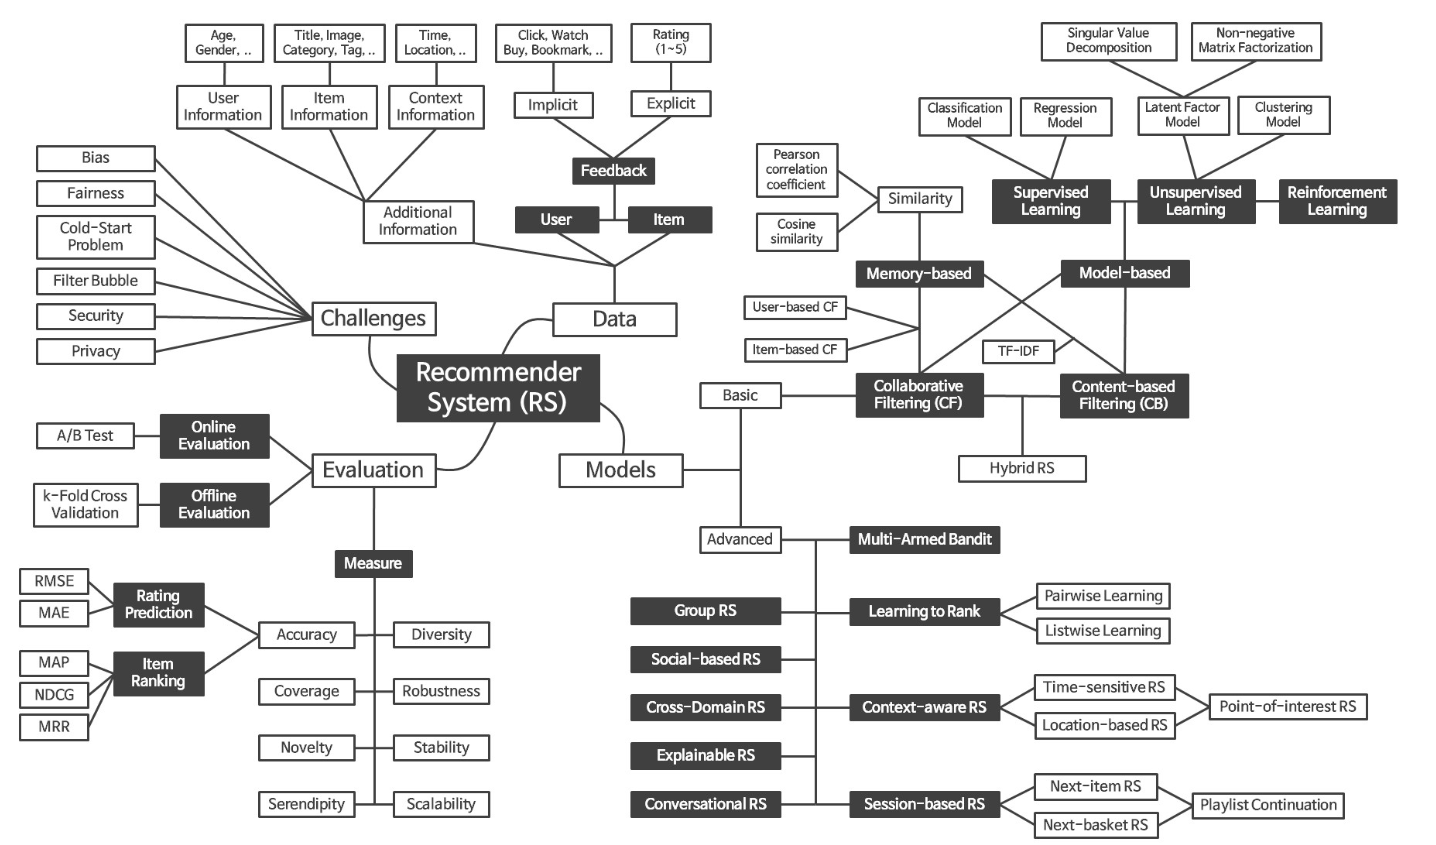 Age,
Gender, ..
Title, Image,
Category, Tag, ..
Time,
Location, ..
Click, Watch
Buy, Bookmark, ..
Rating
(1~5)
User
Information
Item
Information
Context
Information
Implicit
Explicit
Feedback
User
Item
Additional
Information
Data
Bias
Fairness
Cold-Start
Problem
Filter Bubble
Security
Privacy
Challenges
Recommender
System (RS)
Singular Value
Decomposition
Non-negative
Matrix Factorization
Classification
Model
Regression
Model
Latent Factor
Model
Clustering
Model
Pearson
correlation
coefficient
Cosine
similarity
Similarity
Supervised
Learning
Unsupervised
Learning
Reinforcement
Learning
Memory-based
Model-based
User-based CF
Item-based CF
TF-IDF
Basic
Collaborative
Filtering (CF)
Content-based
Filtering (CB)
Hybrid RS
Models
A/B Test
Online
Evaluation
k-Fold Cross
Validation
Offline
Evaluation
Evaluation
Measure
RMSE
MAE
Rating
Prediction
MAP
NDCG
MRR
Item
Ranking
Accuracy
Diversity
Coverage
Robustness
Novelty
Stability
Serendipity
Scalability
Advanced
Multi-Armed Bandit
Group RS
Learning to Rank
Pairwise Learning
Listwise Learning
Social-based RS
Cross-Domain RS
Context-aware RS
Time-sensitive RS
Location-based RS
Point-of-interest RS
Explainable RS
Conversational RS
Session-based RS
Next-item RS
Next-basket RS
Playlist Continuation